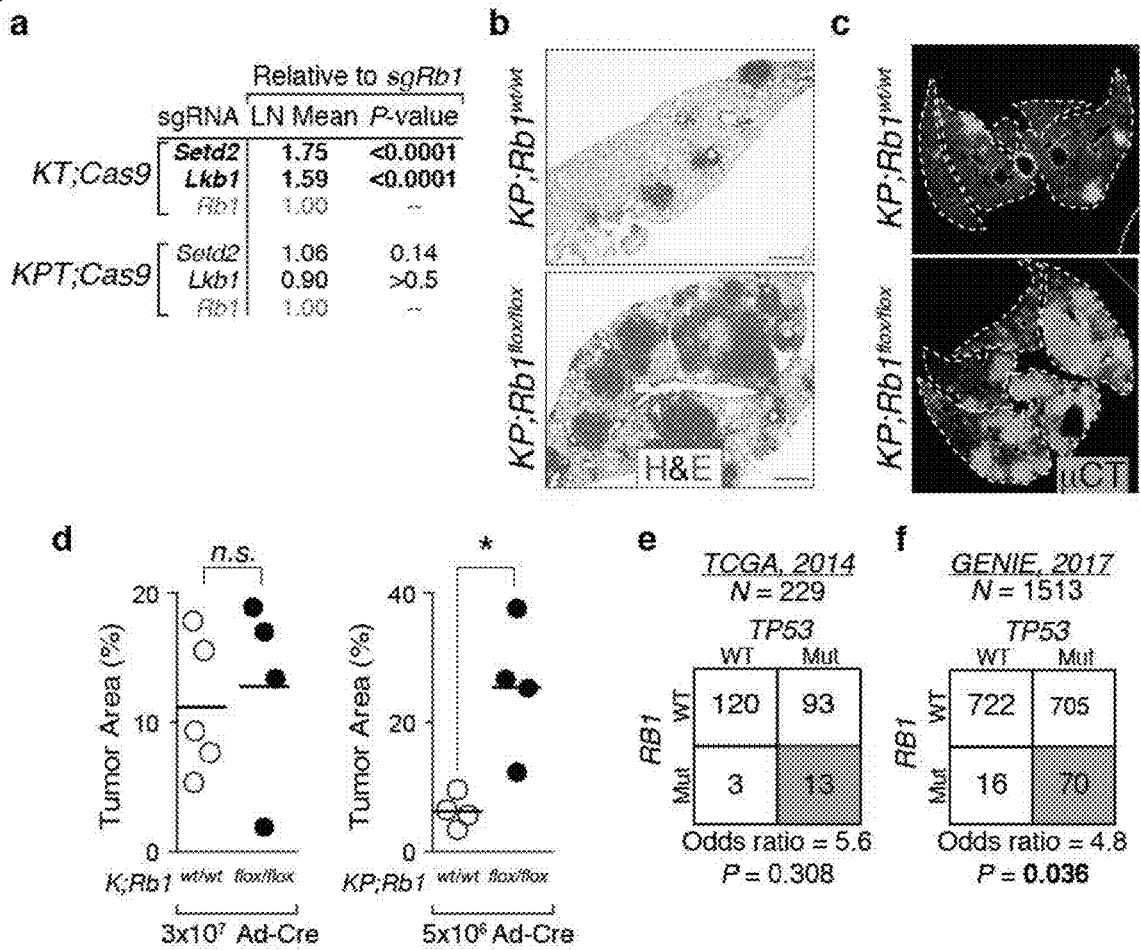 a
Relative to sgRb1
sgRNA LN Mean P-value
KT;Cas9
Setd2 1.75 <0.0001
Lkb1 1.59 <0.0001
Rb1 1.00 --
KPT;Cas9
Setd2 1.06 0.14
Lkb1 0.90 >0.5
Rb1 1.00 --
b
KP;Rb1wt/wt
KP;Rb1flox/flox
H&E
c
KP;Rb1wt/wt
KP;Rb1flox/flox
µCT
d
n.s.
Tumor Area (%)
20
10
0
K;Rb1 wt/wt flox/flox
3x10⁷ Ad-Cre
*
Tumor Area (%)
40
20
0
KP;Rb1 wt/wt flox/flox
5x10⁶ Ad-Cre
e
TCGA, 2014
N = 229
TP53
WT Mut
RB1
WT 120 93
Mut 3 13
Odds ratio = 5.6
P = 0.308
f
GENIE, 2017
N = 1513
TP53
WT Mut
RB1
WT 722 705
Mut 16 70
Odds ratio = 4.8
P = 0.036